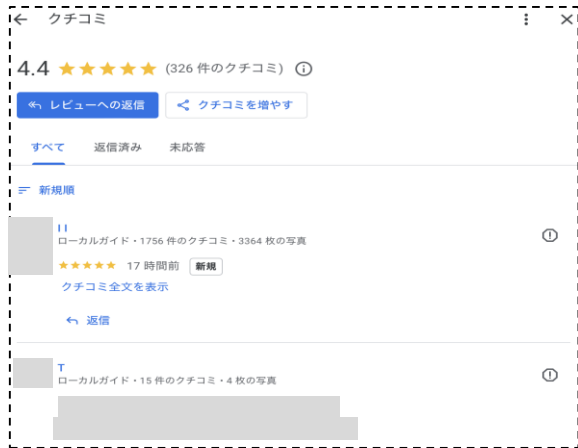 クチコミ
4.4 (326 件のクチコミ)
レビューへの返信 クチコミを増やす
すべて 返信済み 未応答
新規順
I I
ローカルガイド・1756 件のクチコミ・3364 枚の写真
17 時間前 新規
クチコミ全文を表示
返信
T
ローカルガイド・15 件のクチコミ・4 枚の写真